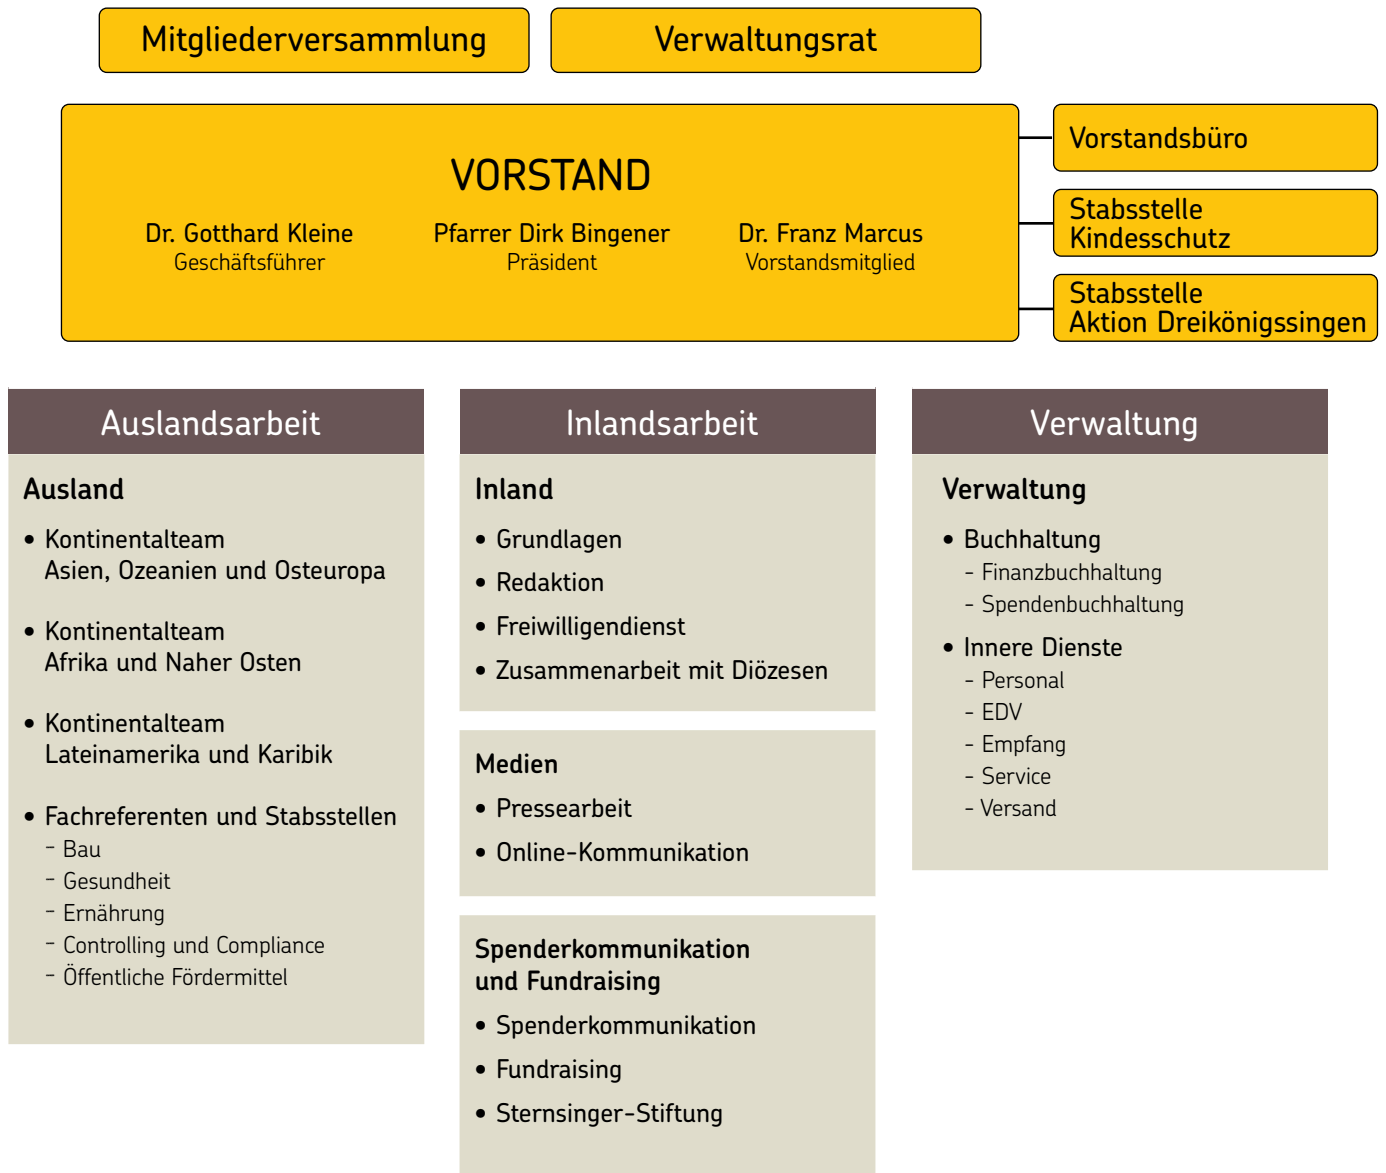 Mitgliederversammlung
Verwaltungsrat
VORSTAND
Dr. Gotthard Kleine
Geschäftsführer
Pfarrer Dirk Bingener
Präsident
Dr. Franz Marcus
Vorstandsmitglied
Vorstandsbüro
Stabsstelle
Kindesschutz
Stabsstelle
Aktion Dreikönigssingen
Auslandsarbeit
Ausland
• Kontinentalteam
Asien, Ozeanien und Osteuropa
• Kontinentalteam
Afrika und Naher Osten
• Kontinentalteam
Lateinamerika und Karibik
• Fachreferenten und Stabsstellen
- Bau
- Gesundheit
- Ernährung
- Controlling und Compliance
- Öffentliche Fördermittel
Inlandsarbeit
Inland
• Grundlagen
• Redaktion
• Freiwilligendienst
• Zusammenarbeit mit Diözesen
Medien
• Pressearbeit
• Online-Kommunikation
Spenderkommunikation
und Fundraising
• Spenderkommunikation
• Fundraising
• Sternsinger-Stiftung
Verwaltung
Verwaltung
• Buchhaltung
- Finanzbuchhaltung
- Spendenbuchhaltung
• Innere Dienste
- Personal
- EDV
- Empfang
- Service
- Versand